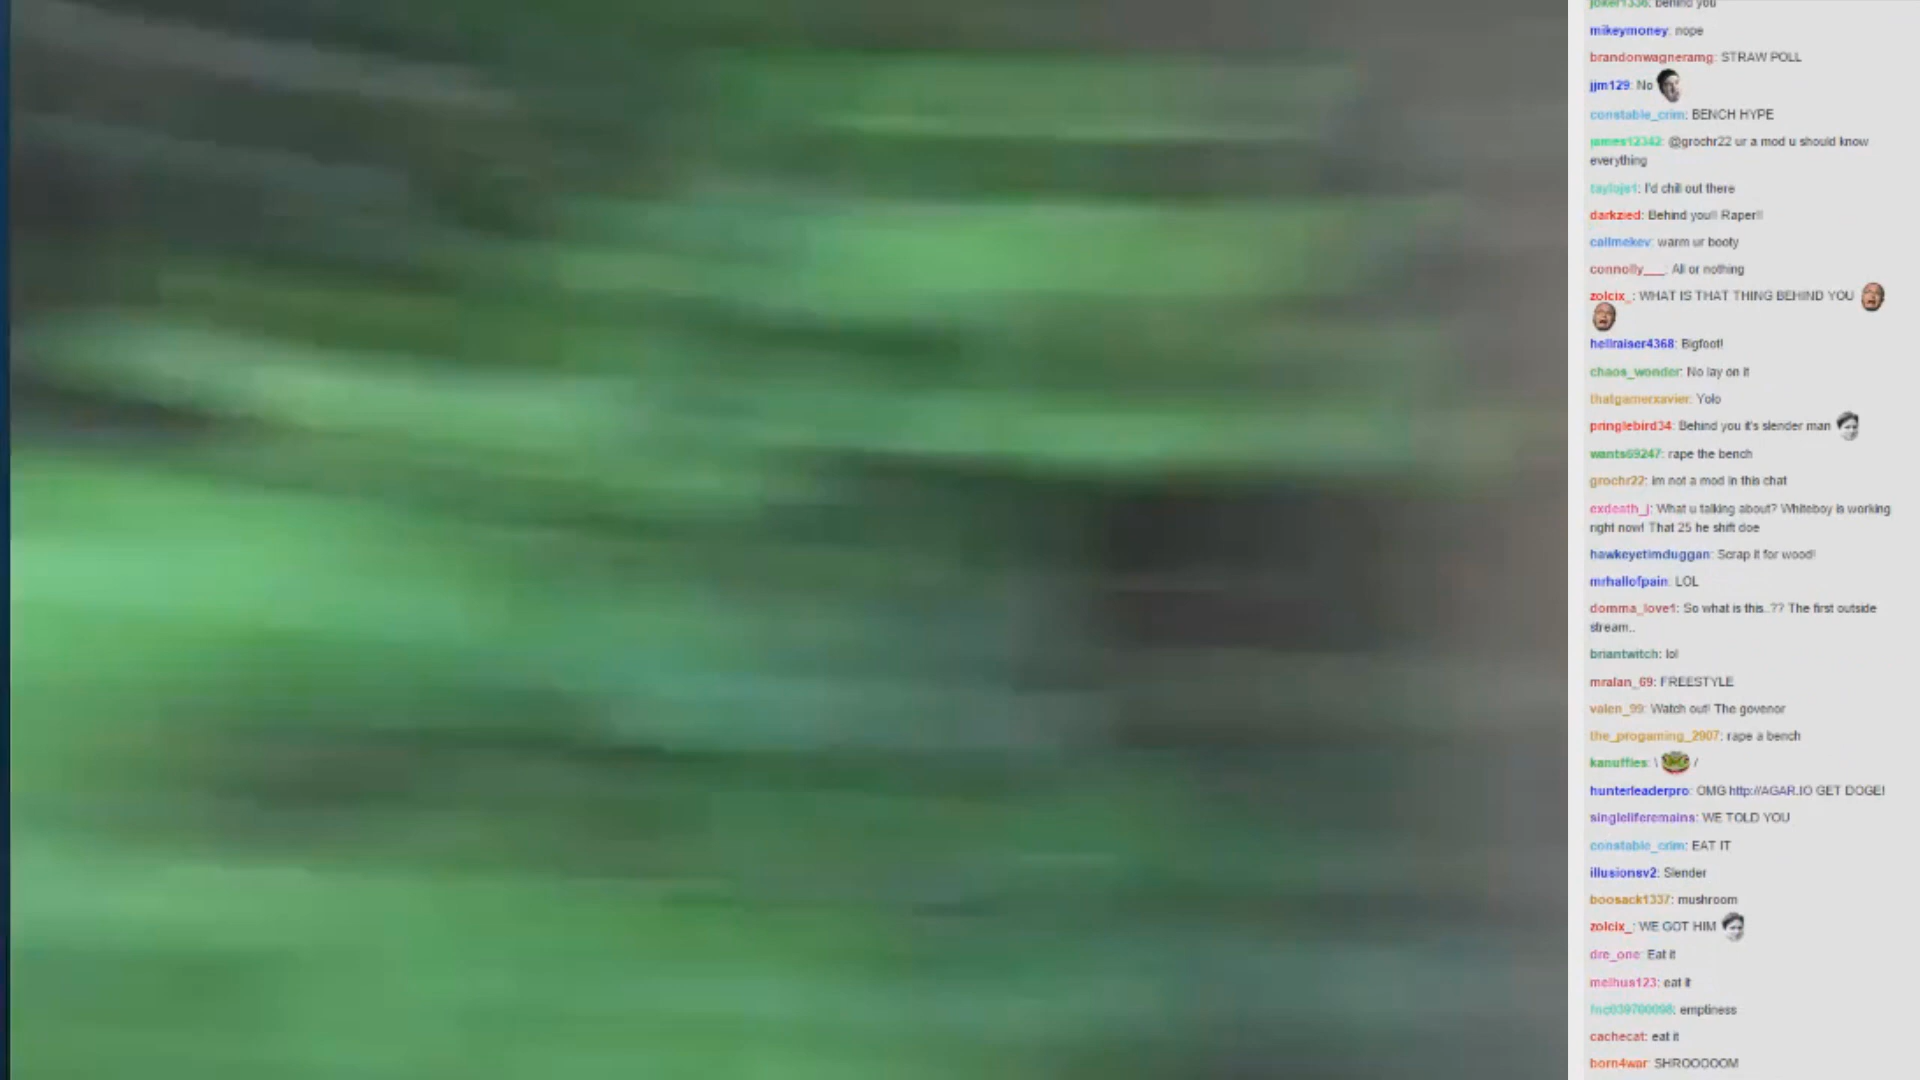 joker1336: behind you
mikeymoney: nope
brandonwagneramg: STRAW POLL
jjm129: No
constable_crim: BENCH HYPE
james12342: @grochr22 ur a mod u should know
everything
I'd chill out there
darkzied: Behind you!! Raper!!
callmekev: warm ur booty
connolly___: All or nothing
zolcix_: WHAT IS THAT THING BEHIND YOU
hellraiser4368: Bigfoot!
chaos_wonder: No lay on it
thatgamerxavier: Yolo
pringlebird34: Behind you it's slender man
wants69247: rape the bench
grochr22: im not a mod in this chat
exdeath_j: What u talking about? Whiteboy is working
right now! That 25 he shift doe
hawkeyetimduggan: Scrap it for wood!
mrhallofpain: LOL
domma_love1: So what is this..?? The first outside
stream..
briantwitch: lol
mralan_69: FREESTYLE
valen_99: Watch out! The govenor
the_progaming_2907: rape a bench
kanuffles: \ /
hunterleaderpro: OMG http://AGAR.IO GET DOGE!
singleliferemains: WE TOLD YOU
constable_crim: EAT IT
illusionsv2: Slender
boosack1337: mushroom
zolcix_: WE GOT HIM
dre_one: Eat it
melhus123: eat it
emptiness
cachecat: eat it
born4war: SHROOOOOM